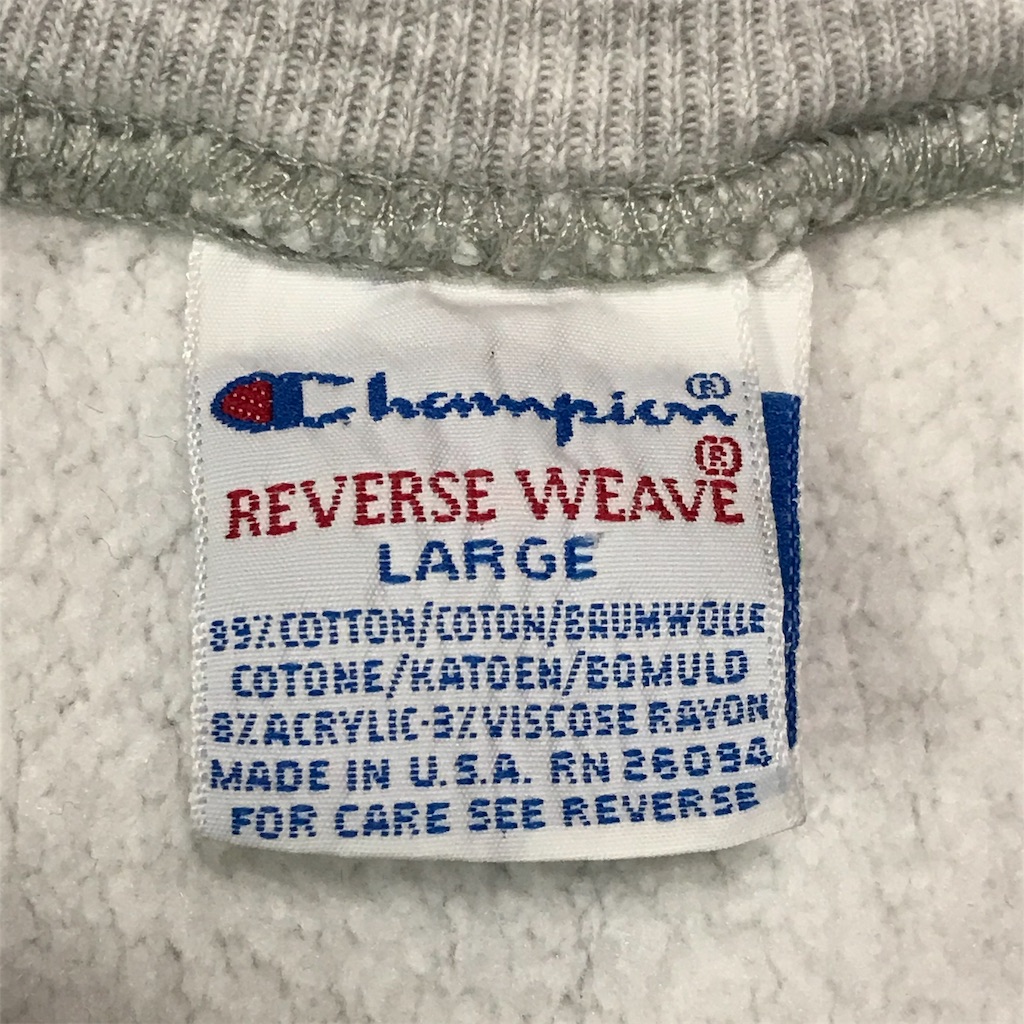 Champion®
REVERSE WEAVE®
LARGE
89% COTTON/COTON/BAUMWOLLE
COTONE/KATOEN/BOMULD
8% ACRYLIC-3% VISCOSE RAYON
MADE IN U.S.A. RN 26094
FOR CARE SEE REVERSE